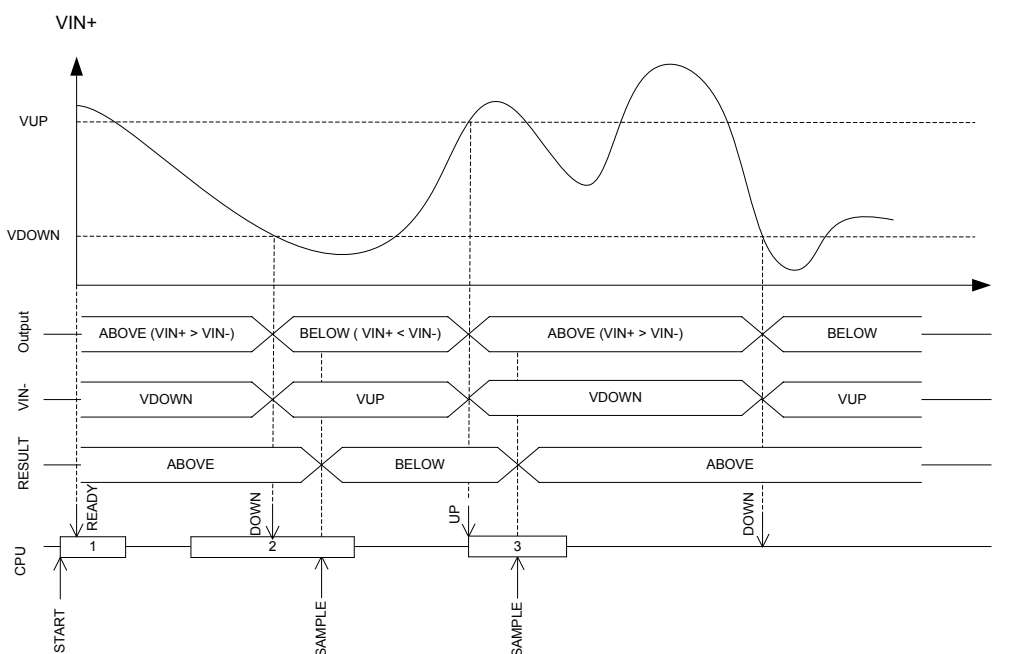 VIN+
VUP
VDOWN
Output
ABOVE (VIN+ > VIN-)
BELOW ( VIN+ < VIN-)
ABOVE (VIN+ > VIN-)
BELOW
VIN-
VDOWN
VUP
VDOWN
VUP
RESULT
ABOVE
BELOW
ABOVE
READY
DOWN
UP
DOWN
CPU
1
2
3
START
SAMPLE
SAMPLE